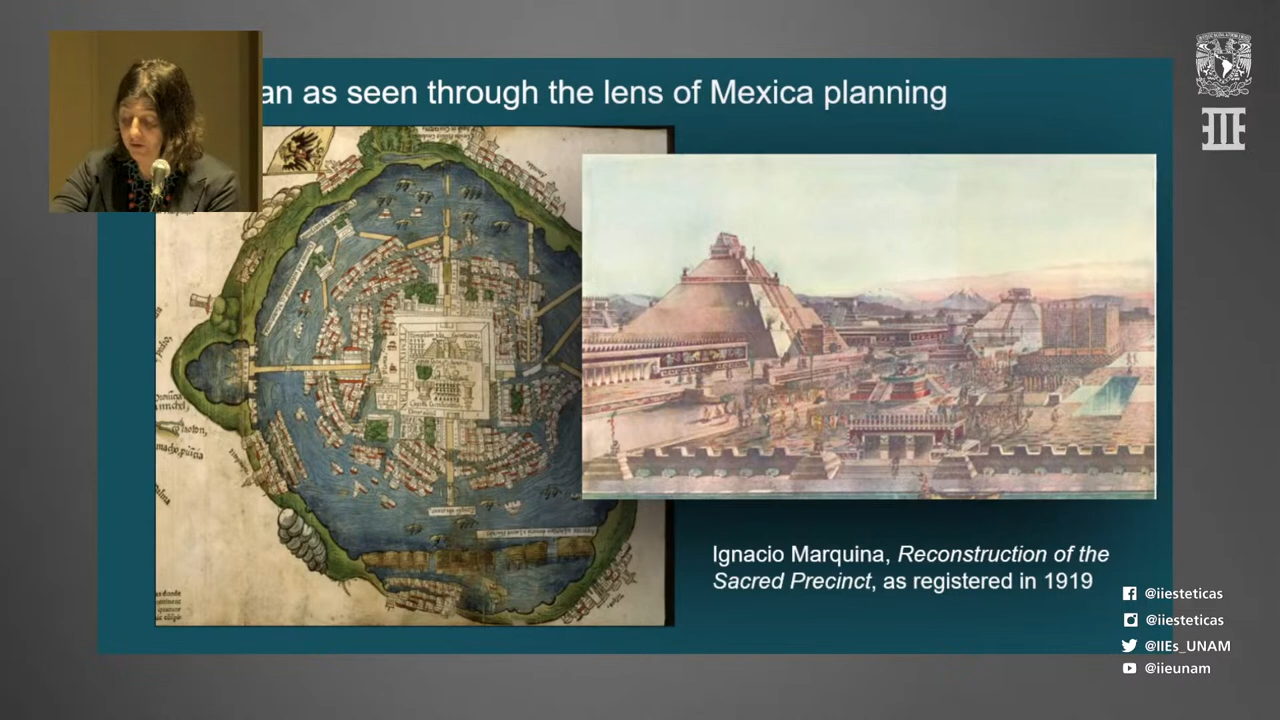 an as seen through the lens of Mexica planning
Ignacio Marquina, Reconstruction of the
Sacred Precinct, as registered in 1919
@iiesteticas
@iiesteticas
@IIEs_UNAM
@iieunam